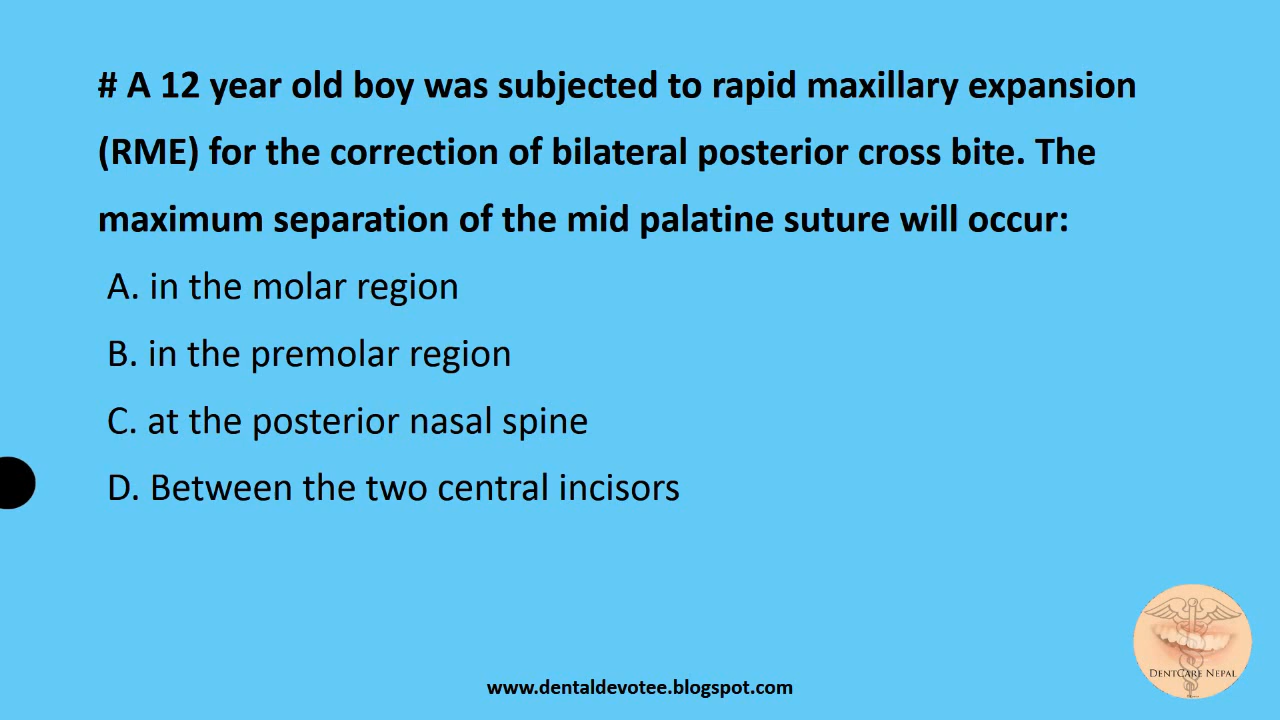 # A 12 year old boy was subjected to rapid maxillary expansion
(RME) for the correction of bilateral posterior cross bite. The
maximum separation of the mid palatine suture will occur:
A. in the molar region
B. in the premolar region
C. at the posterior nasal spine
D. Between the two central incisors
DENTCARE NEPAL
www.dentaldevotee.blogspot.com